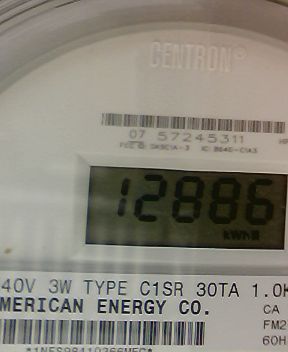 CENTRON®
07 57245311
12886
kWh
40V 3W TYPE C1SR 30TA 1.0K
MERICAN ENERGY CO.
CA
FM2
60H